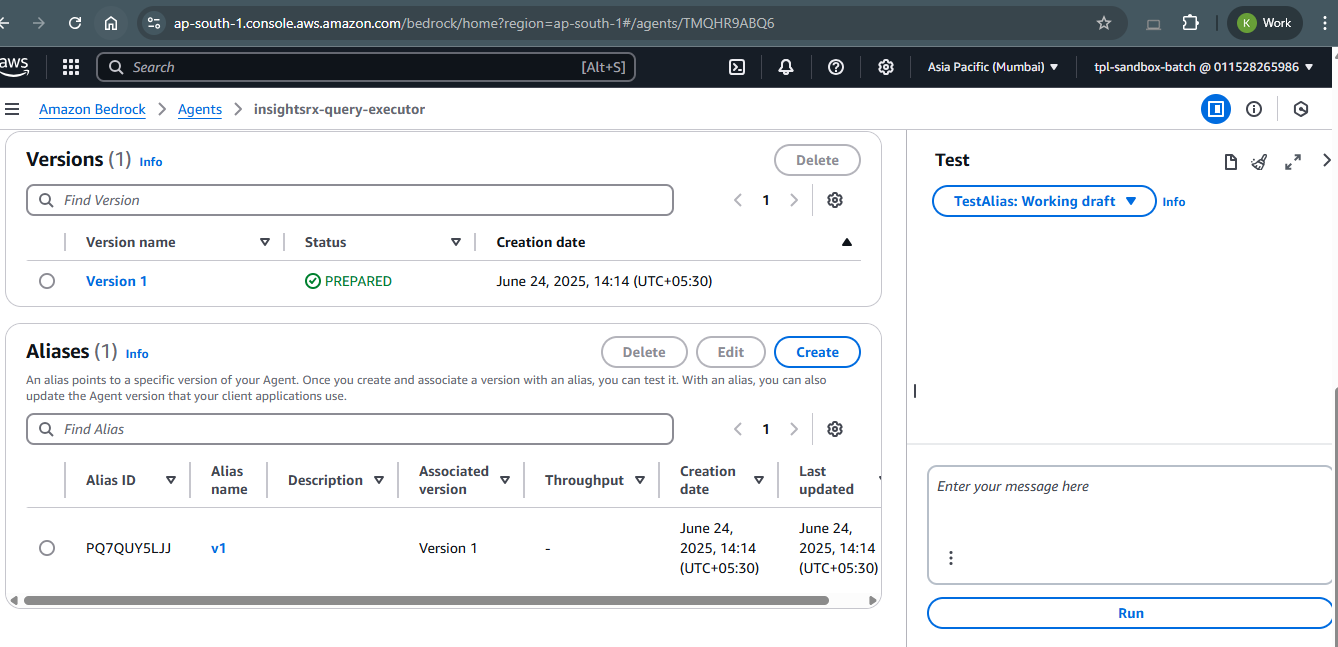 ap-south-1.console.aws.amazon.com/bedrock/home?region=ap-south-1#/agents/TMQHR9ABQ6
K Work
aws
Search [Alt+S]
Asia Pacific (Mumbai)
tpl-sandbox-batch @ 011528265986
Amazon Bedrock
Agents
insightsrx-query-executor
Versions (1) Info
Delete
Find Version
1
Version name
Status
Creation date
Version 1
PREPARED
June 24, 2025, 14:14 (UTC+05:30)
Aliases (1) Info
Delete
Edit
Create
An alias points to a specific version of your Agent. Once you create and associate a version with an alias, you can test it. With an alias, you can also
update the Agent version that your client applications use.
Find Alias
1
Alias ID
Alias
name
Description
Associated
version
Throughput
Creation
date
Last
updated
PQ7QUY5LJJ
v1
Version 1
-
June 24,
2025, 14:14
(UTC+05:30)
June 24,
2025, 14:14
(UTC+05:30)
Test
TestAlias: Working draft
Info
Enter your message here
Run